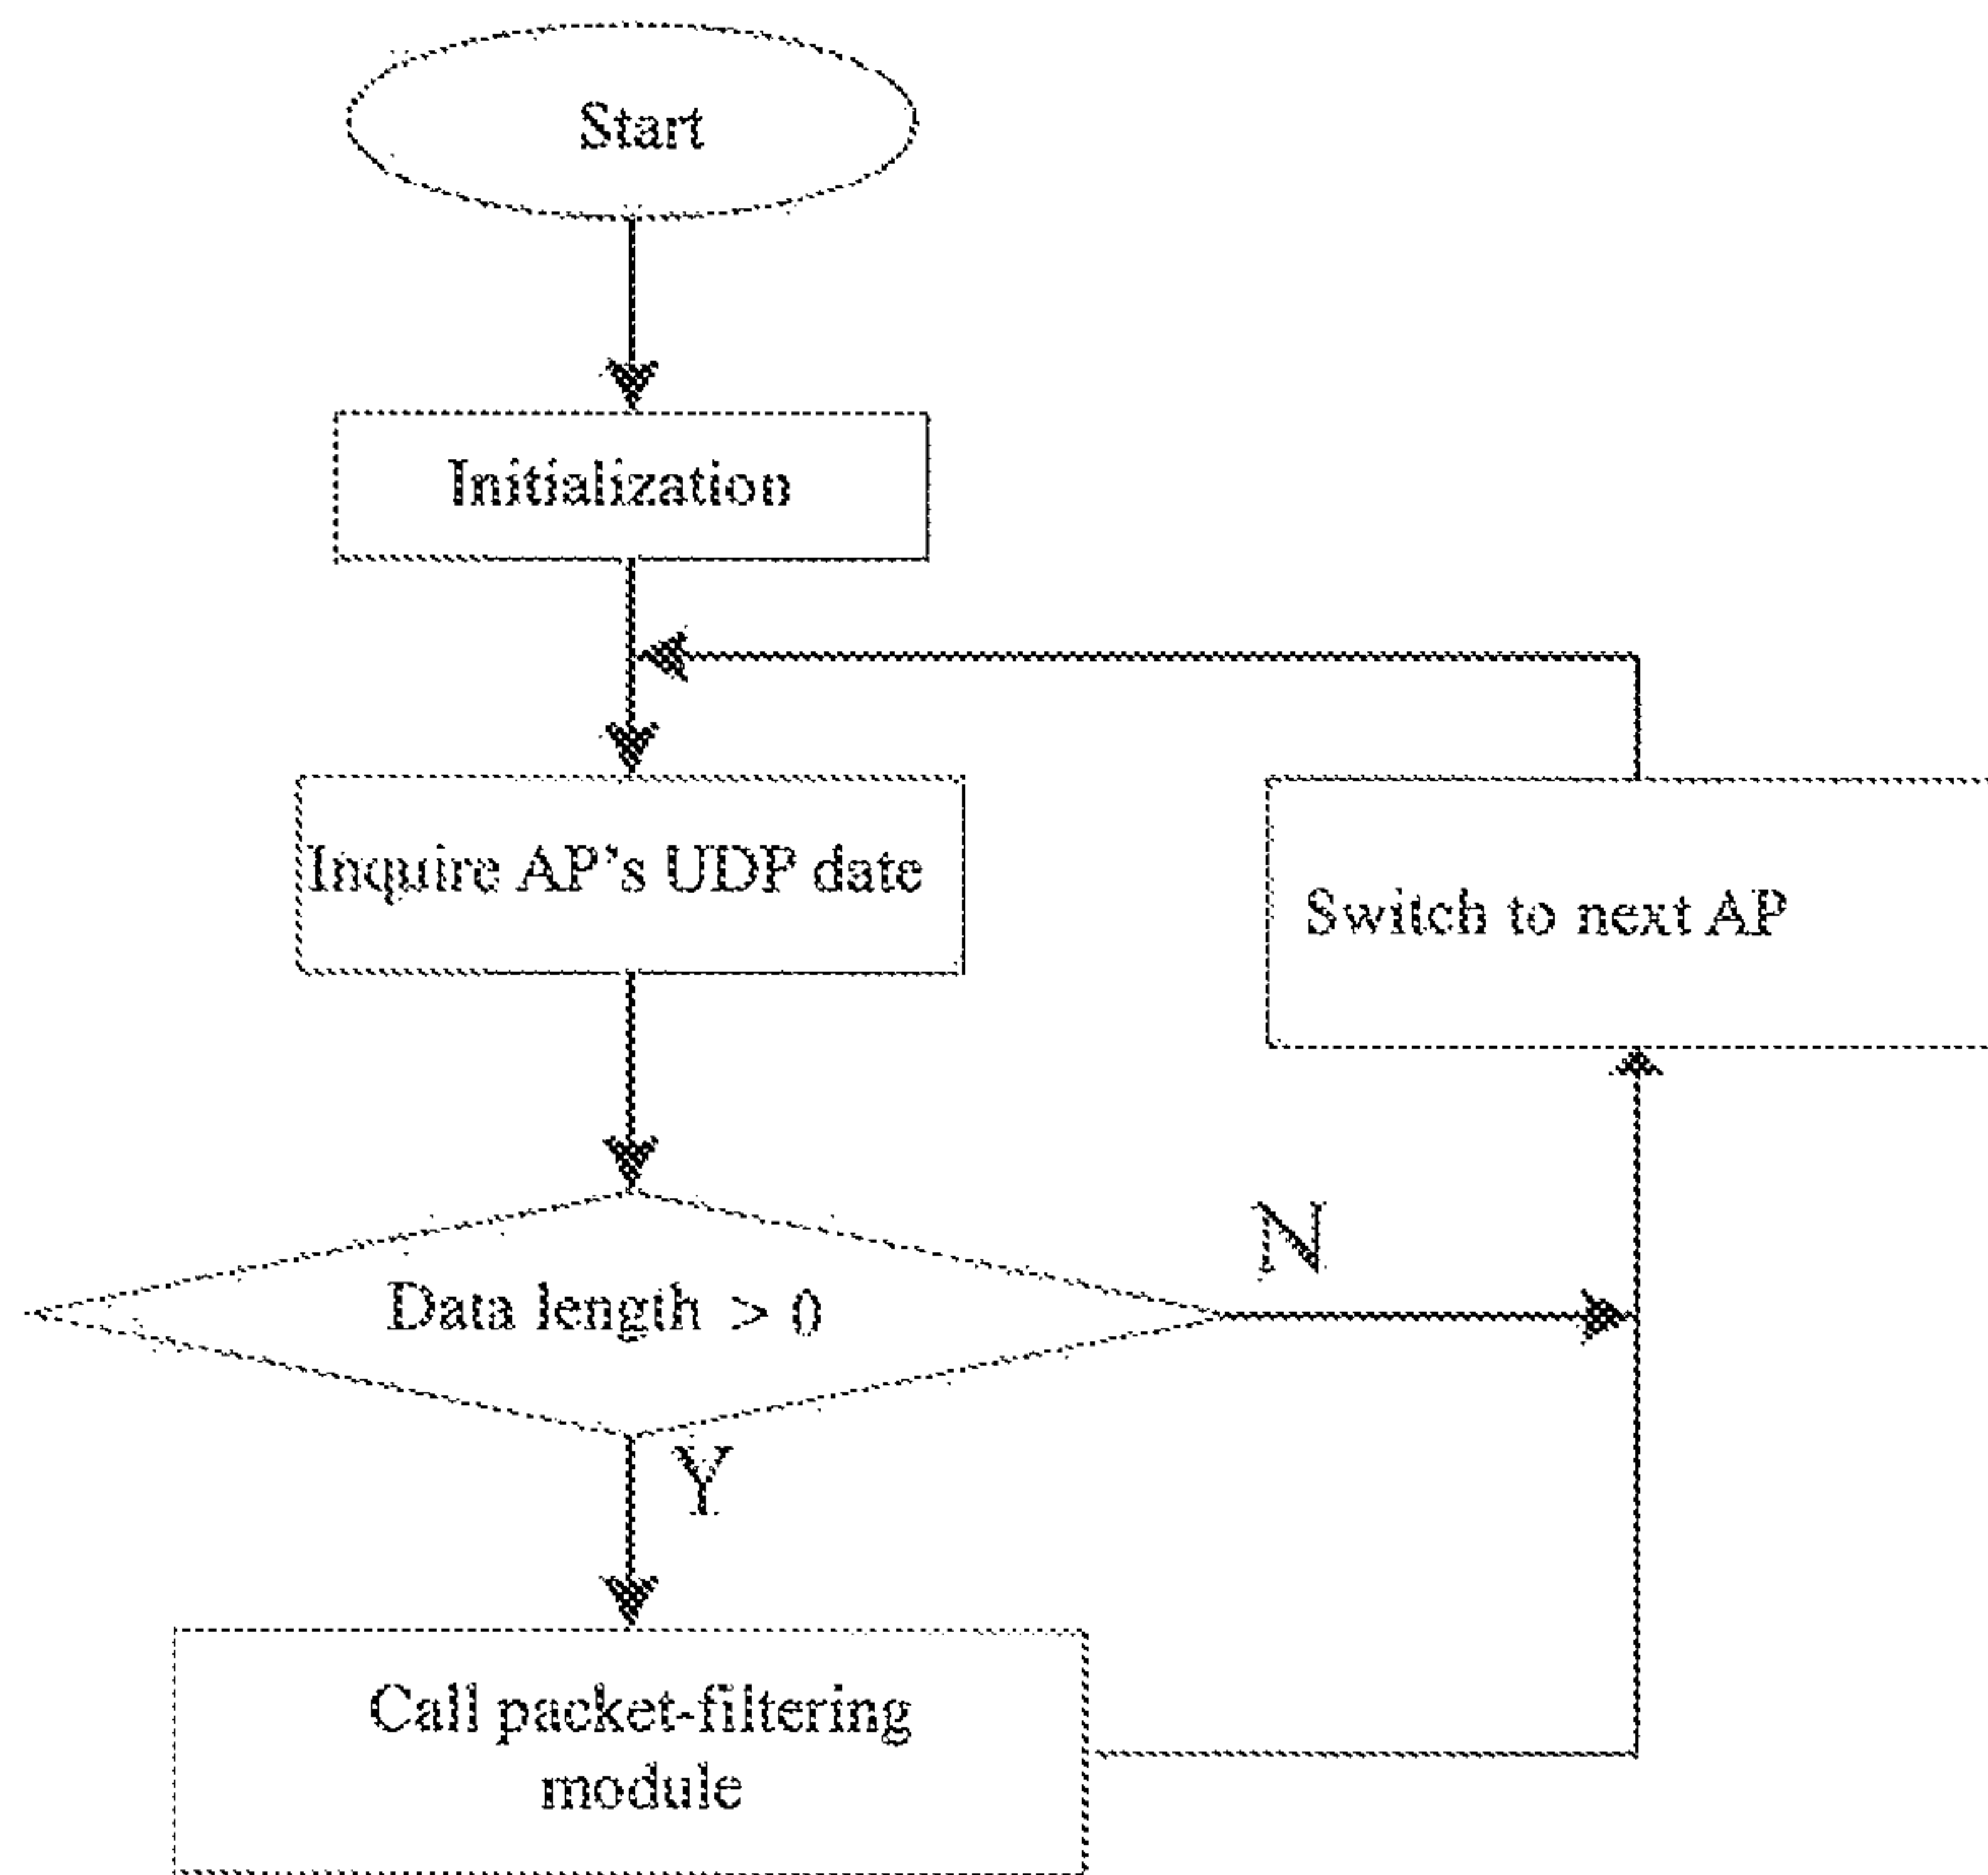 Start
Initialization
Inquire AP's UDP date
Switch to next AP
Data length > 0
N
Y
Call packet-filtering
module